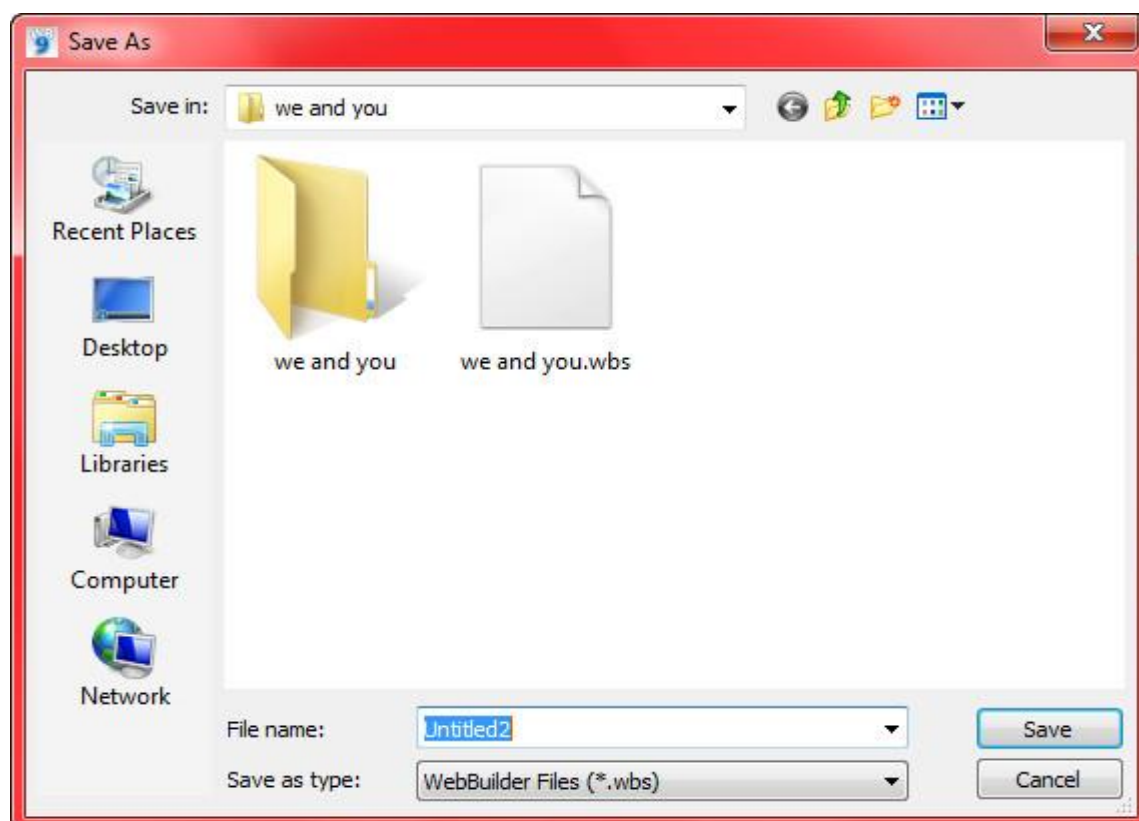 9 Save As
x
Save in: we and you
Recent Places
Desktop
Libraries
Computer
Network
we and you
we and you.wbs
File name: Untitled2 Save
Save as type: WebBuilder Files (*.wbs) Cancel